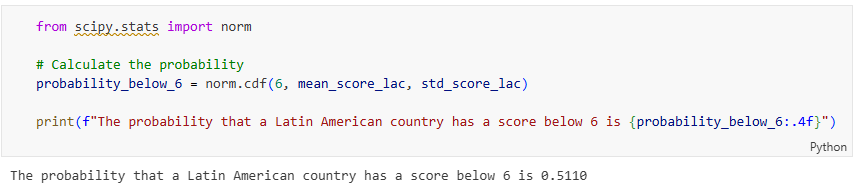 from scipy.stats import norm
# Calculate the probability
probability_below_6 = norm.cdf(6, mean_score_lac, std_score_lac)
print(f"The probability that a Latin American country has a score below 6 is {probability_below_6:.4f}")
Python
The probability that a Latin American country has a score below 6 is 0.5110